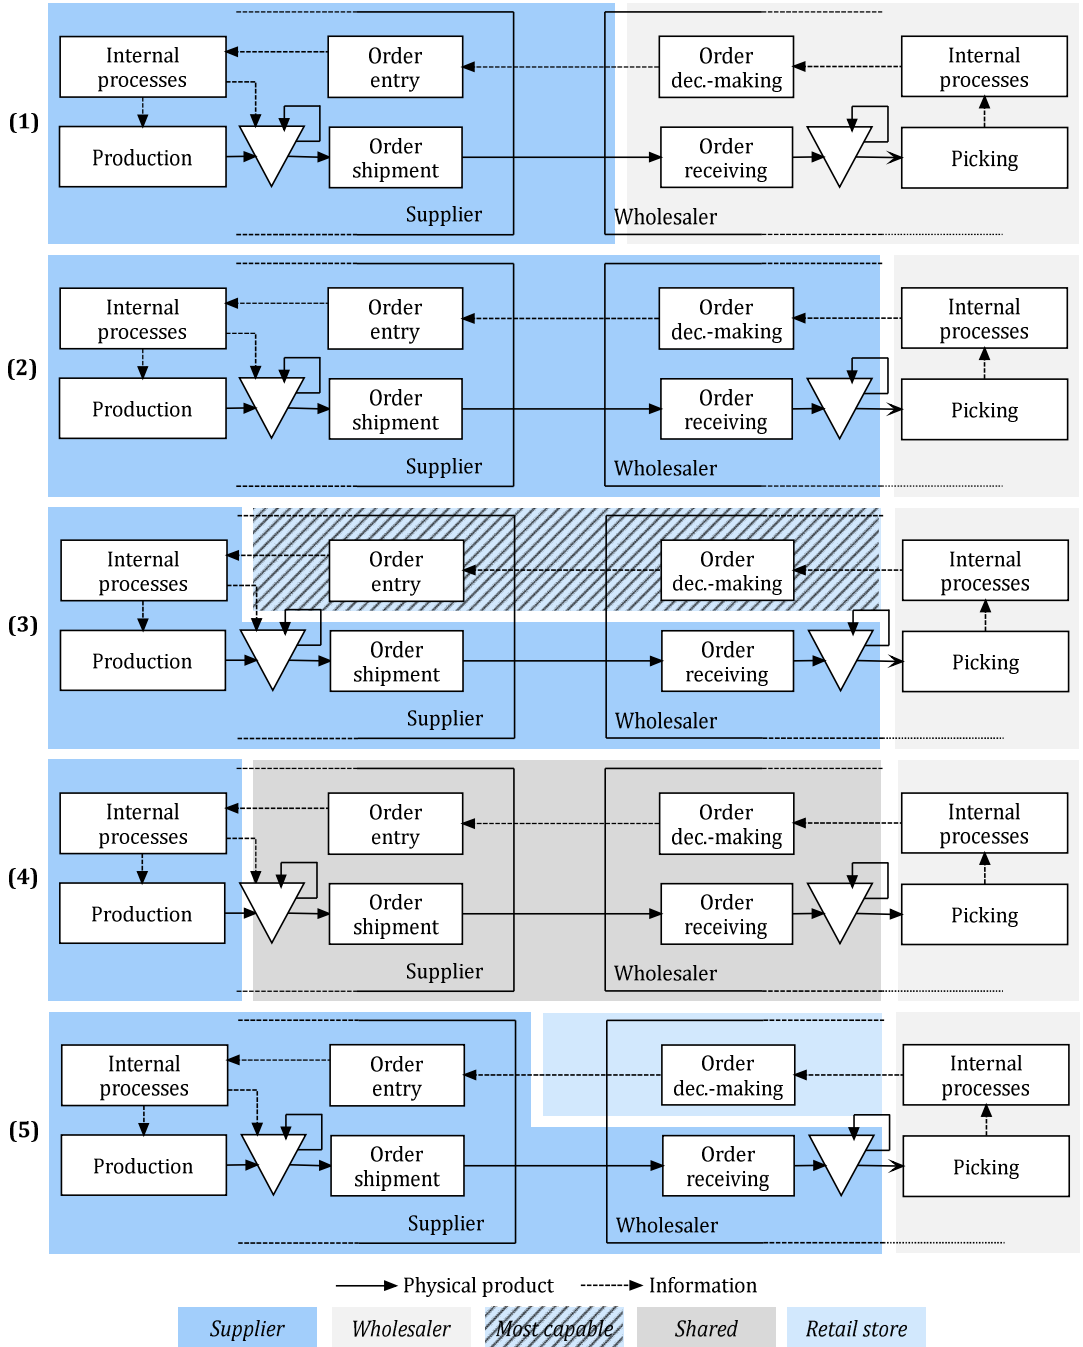 (1)
Internal
processes
Order
entry
Order
dec.-making
Internal
processes
Production
Order
shipment
Order
receiving
Picking
Supplier
Wholesaler
(2)
Internal
processes
Order
entry
Order
dec.-making
Internal
processes
Production
Order
shipment
Order
receiving
Picking
Supplier
Wholesaler
(3)
Internal
processes
Order
entry
Order
dec.-making
Internal
processes
Production
Order
shipment
Order
receiving
Picking
Supplier
Wholesaler
(4)
Internal
processes
Order
entry
Order
dec.-making
Internal
processes
Production
Order
shipment
Order
receiving
Picking
Supplier
Wholesaler
(5)
Internal
processes
Order
entry
Order
dec.-making
Internal
processes
Production
Order
shipment
Order
receiving
Picking
Supplier
Wholesaler
Physical product
Information
Supplier
Wholesaler
Most capable
Shared
Retail store